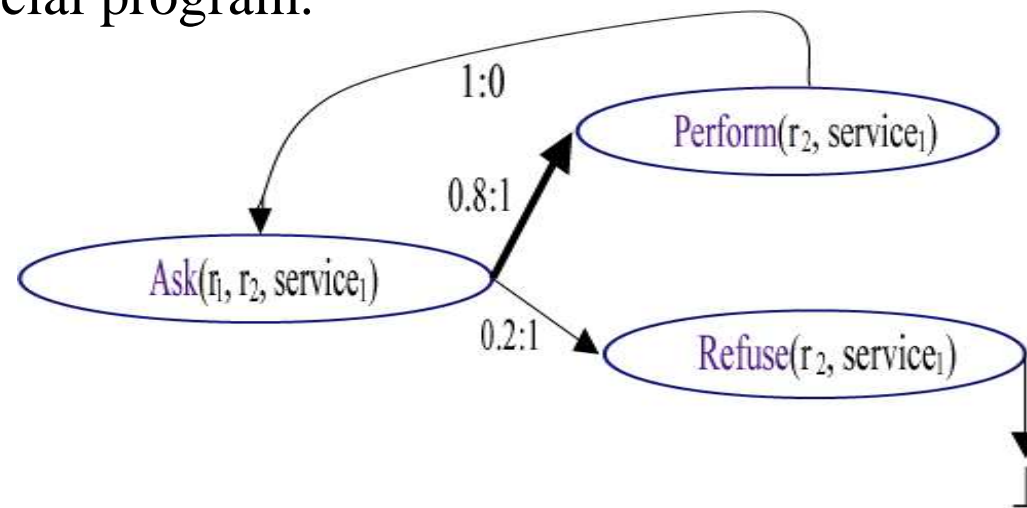 cial program.
1:0
Perform(r₂, service₁)
0.8:1
Ask(r₁, r₂, service₁)
0.2:1
Refuse(r₂, service₁)